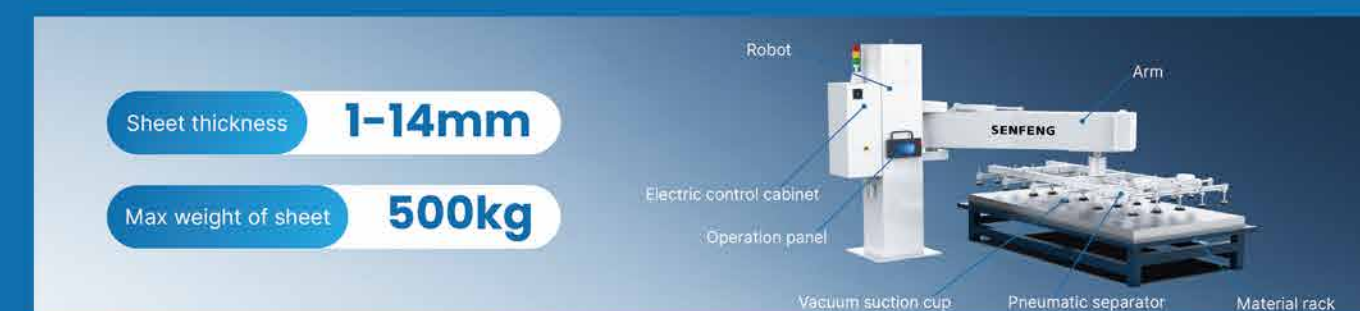 Sheet thickness 1-14mm
Max weight of sheet 500kg
Robot
Arm
SENFENG
Electric control cabinet
Operation panel
Vacuum suction cup
Pneumatic separator
Material rack